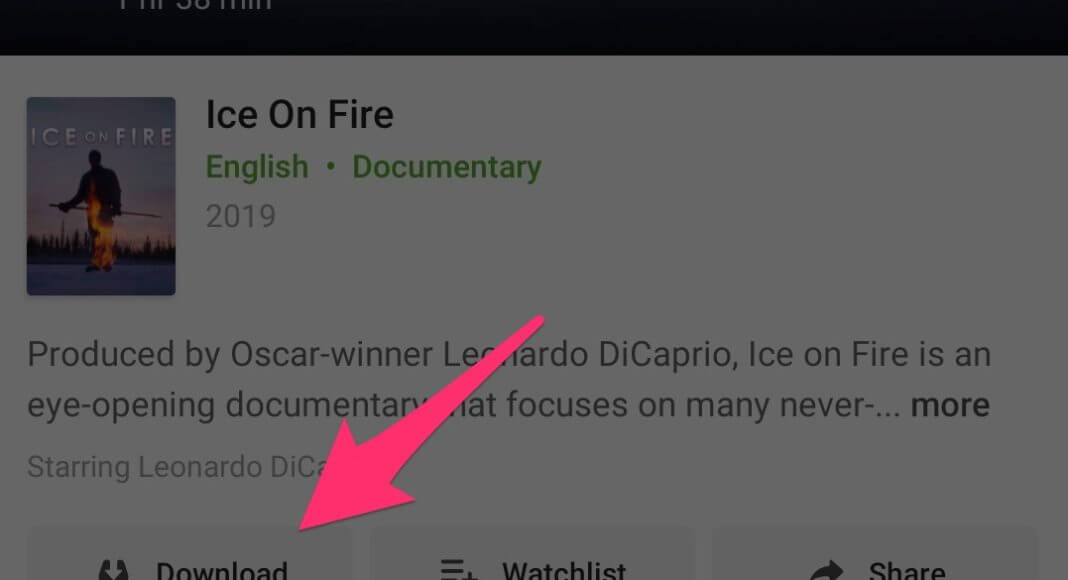 1 hr 38 min
Ice On Fire
English • Documentary
ICE ON FIRE
2019
Produced by Oscar-winner Leonardo DiCaprio, Ice on Fire is an
eye-opening documentary that focuses on many never-... more
Starring Leonardo DiCa
Download
Watchlist
Share